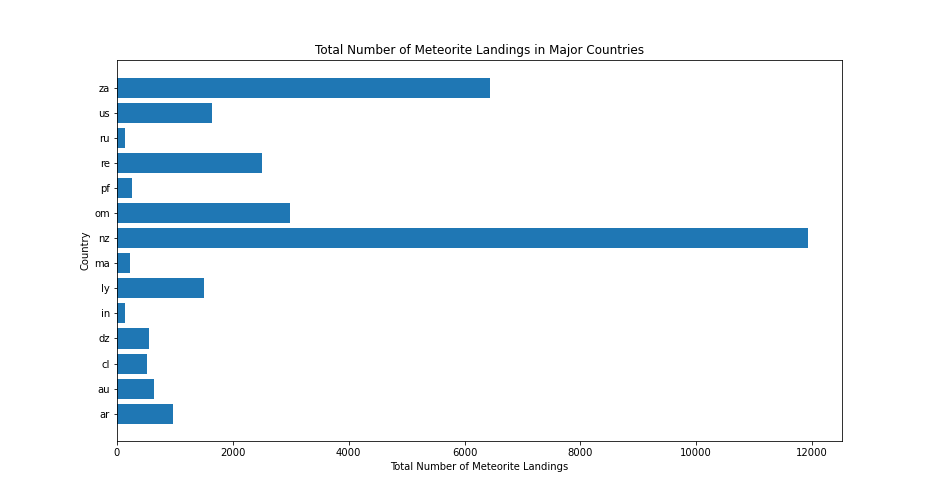 Total Number of Meteorite Landings in Major Countries
za
us
ru
re
pf
om
nz
ma
ly
in
dz
cl
au
ar
Country
0 2000 4000 6000 8000 10000 12000
Total Number of Meteorite Landings